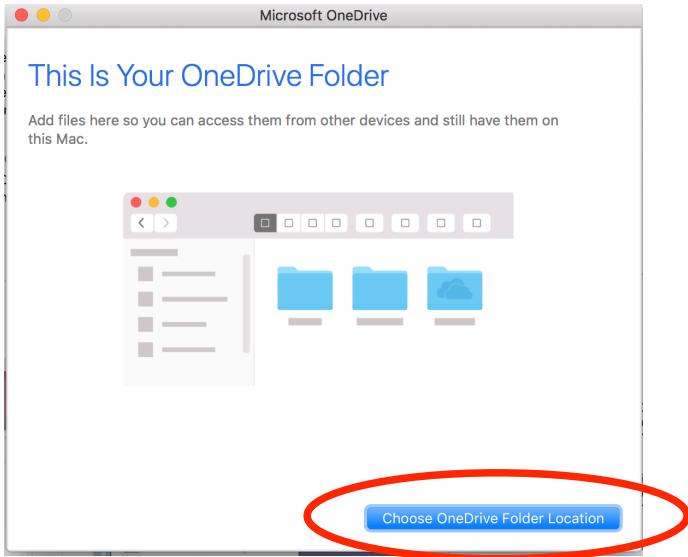 Microsoft OneDrive
This Is Your OneDrive Folder
Add files here so you can access them from other devices and still have them on
this Mac.
Choose OneDrive Folder Location